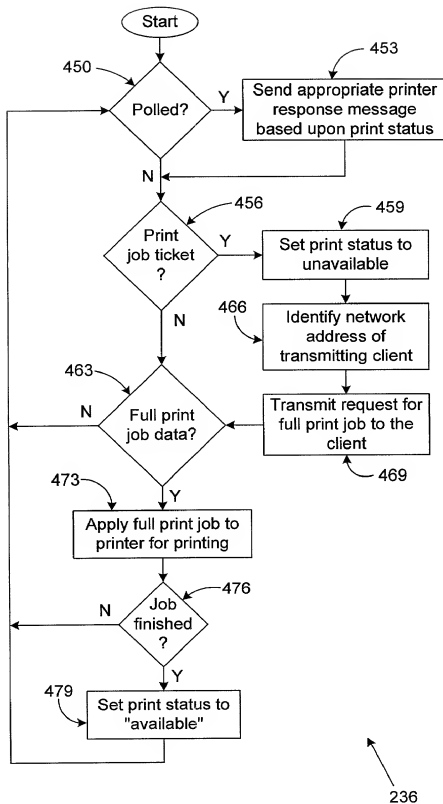 Start
450
453
Polled?
Y
Send appropriate printer
response message
based upon print status
N
456
459
Print
job ticket
?
Y
Set print status to
unavailable
N
466
Identify network
address of
transmitting client
463
Full print
job data?
N
Transmit request for
full print job to the
client
469
473
Y
Apply full print job to
printer for printing
476
N
Job
finished
?
Y
479
Set print status to
"available"
236